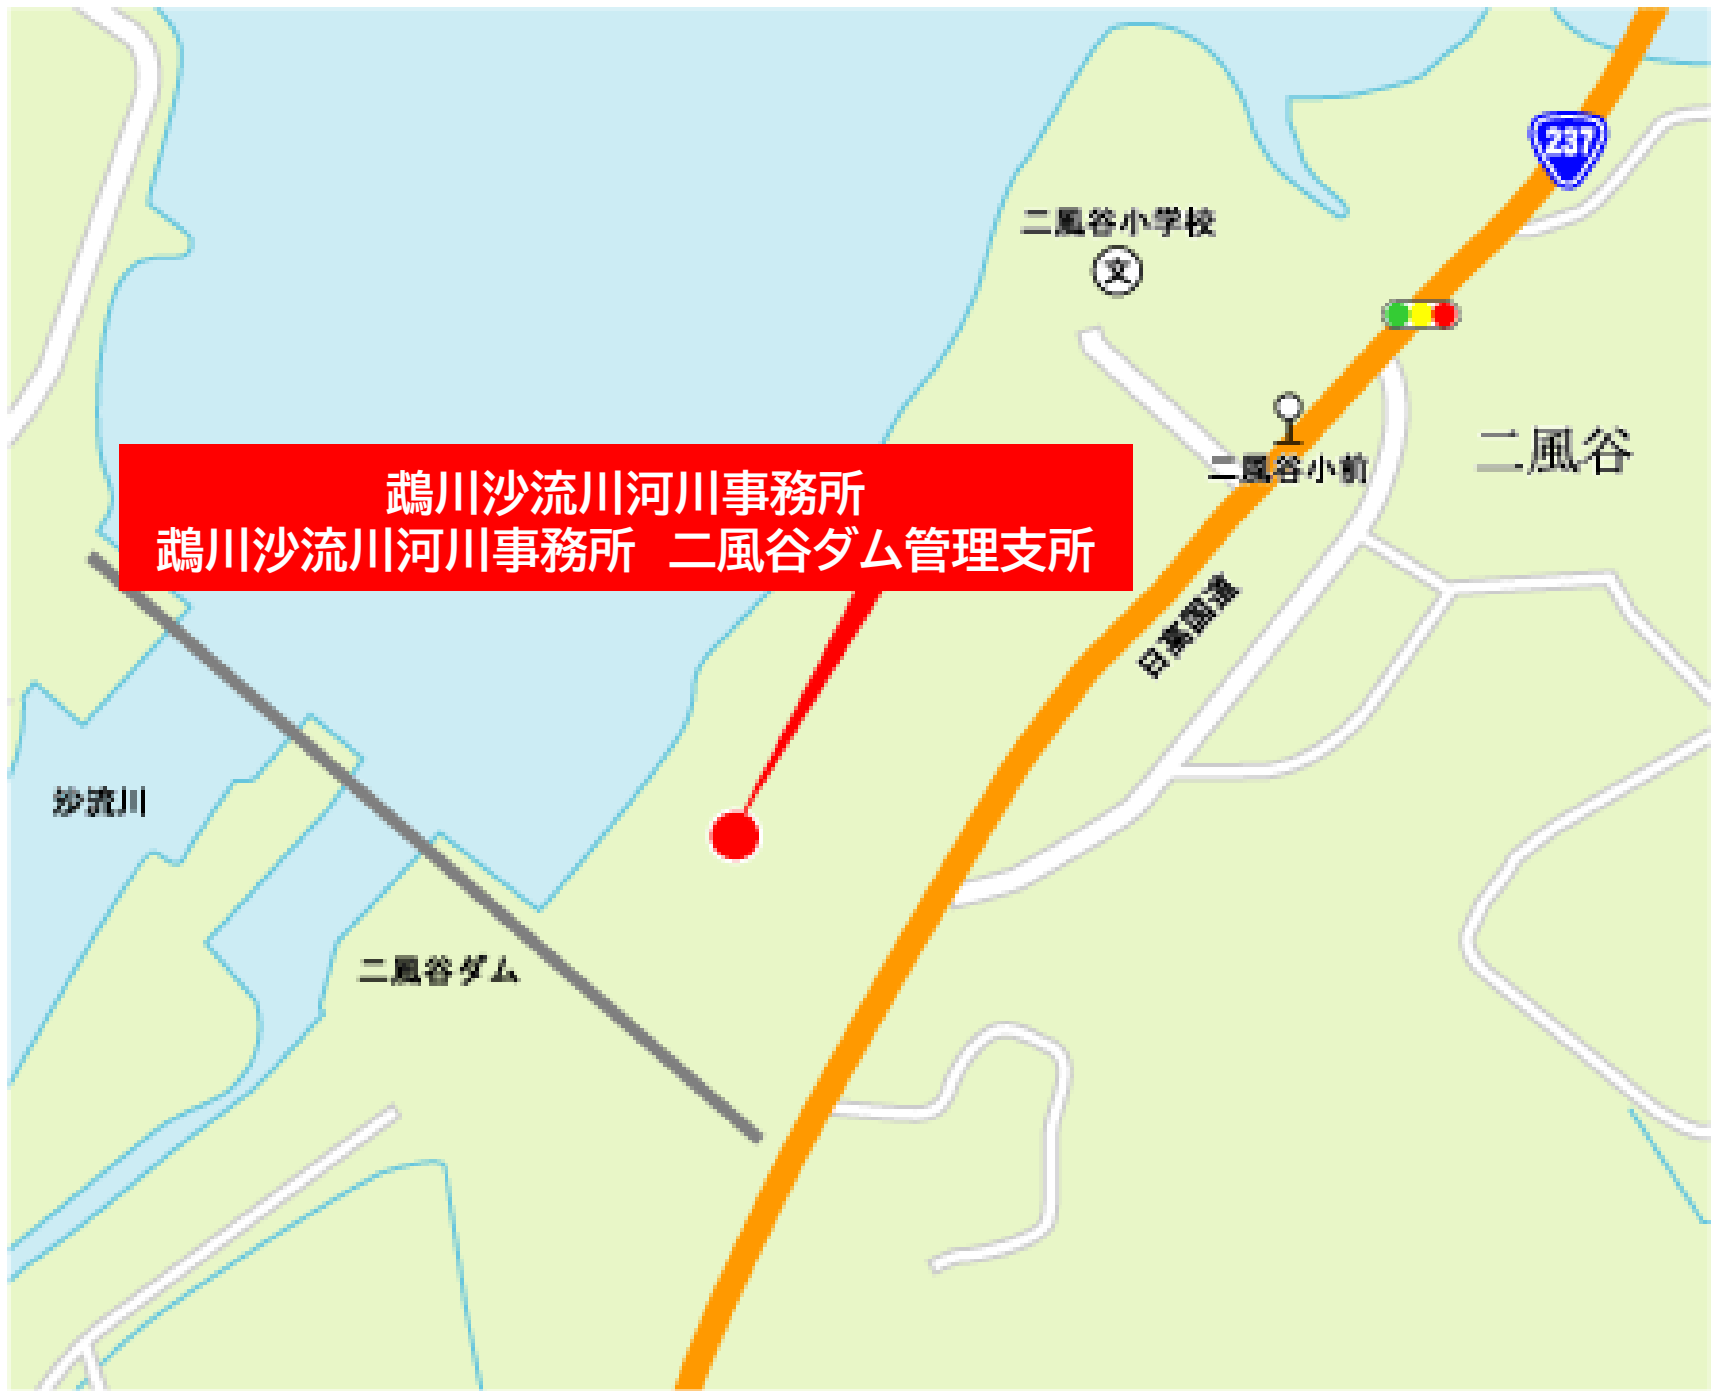 237
二風谷小学校
文
二風谷小前
二風谷
鵡川沙流川河川事務所
鵡川沙流川河川事務所 二風谷ダム管理支所
日高国道
沙流川
二風谷ダム